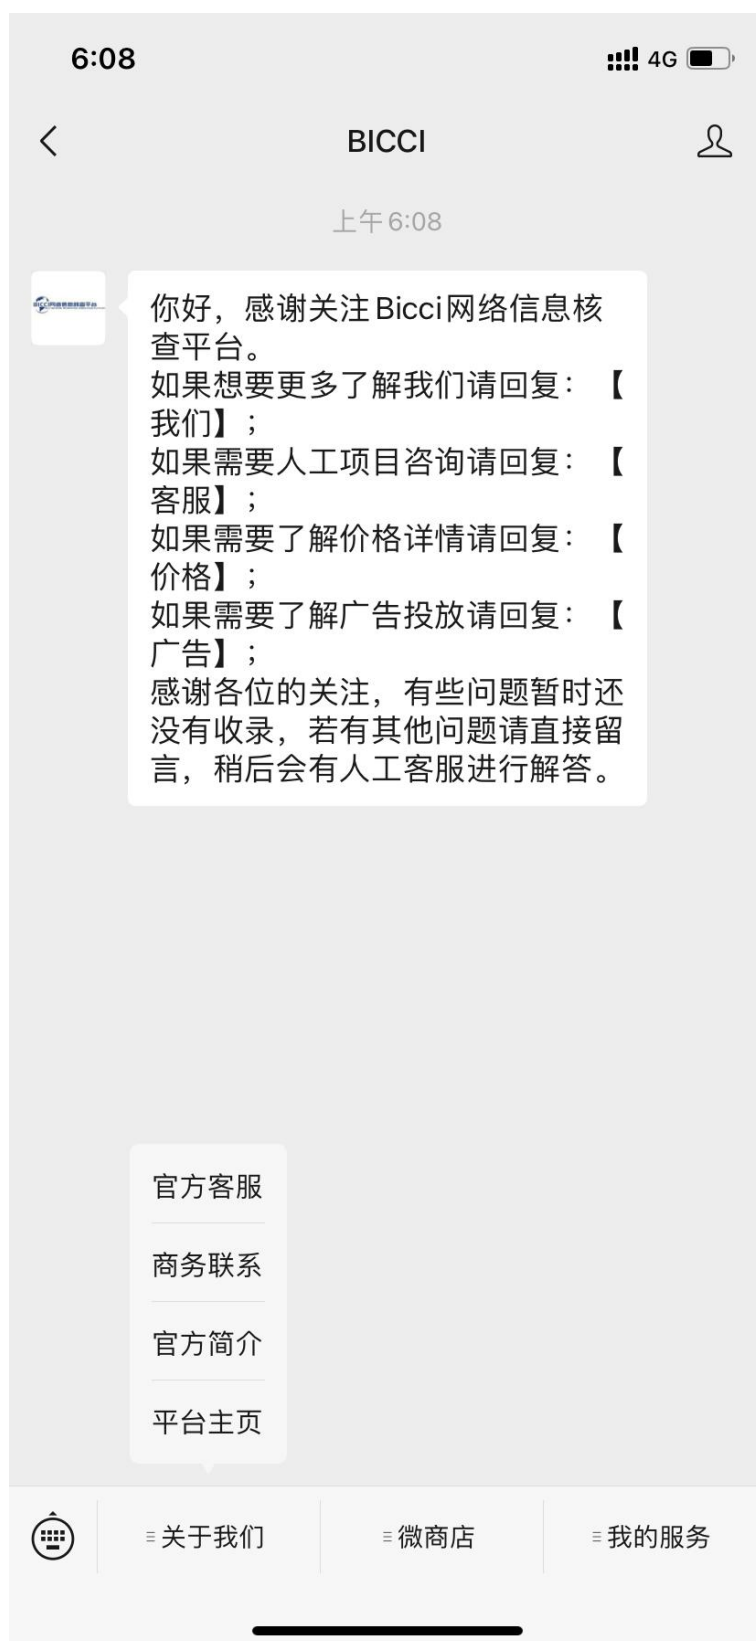 6:08
4G
BICCI
上午6:08
你好，感谢关注Bicci网络信息核
查平台。
如果想要更多了解我们请回复：【
我们】；
如果需要人工项目咨询请回复：【
客服】；
如果需要了解价格详情请回复：【
价格】；
如果需要了解广告投放请回复：【
广告】；
感谢各位的关注，有些问题暂时还
没有收录，若有其他问题请直接留
言，稍后会有人工客服进行解答。
官方客服
商务联系
官方简介
平台主页
关于我们
微商店
我的服务